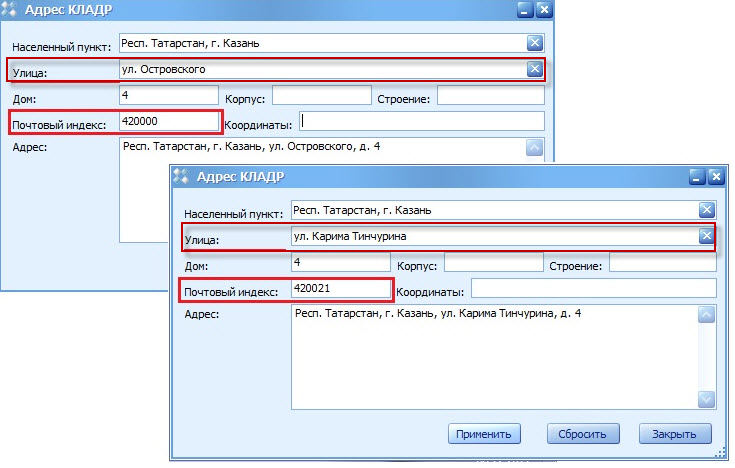 Адрес КЛАДР
Населенный пункт: Респ. Татарстан, г. Казань
Улица: ул. Островского
Дом: 4 Корпус: Строение:
Почтовый индекс: 420000 Координаты:
Адрес: Респ. Татарстан, г. Казань, ул. Островского, д. 4
Адрес КЛАДР
Населенный пункт: Респ. Татарстан, г. Казань
Улица: ул. Карима Тинчурина
Дом: 4 Корпус: Строение:
Почтовый индекс: 420021 Координаты:
Адрес: Респ. Татарстан, г. Казань, ул. Карима Тинчурина, д. 4
Применить Сбросить Закрыть